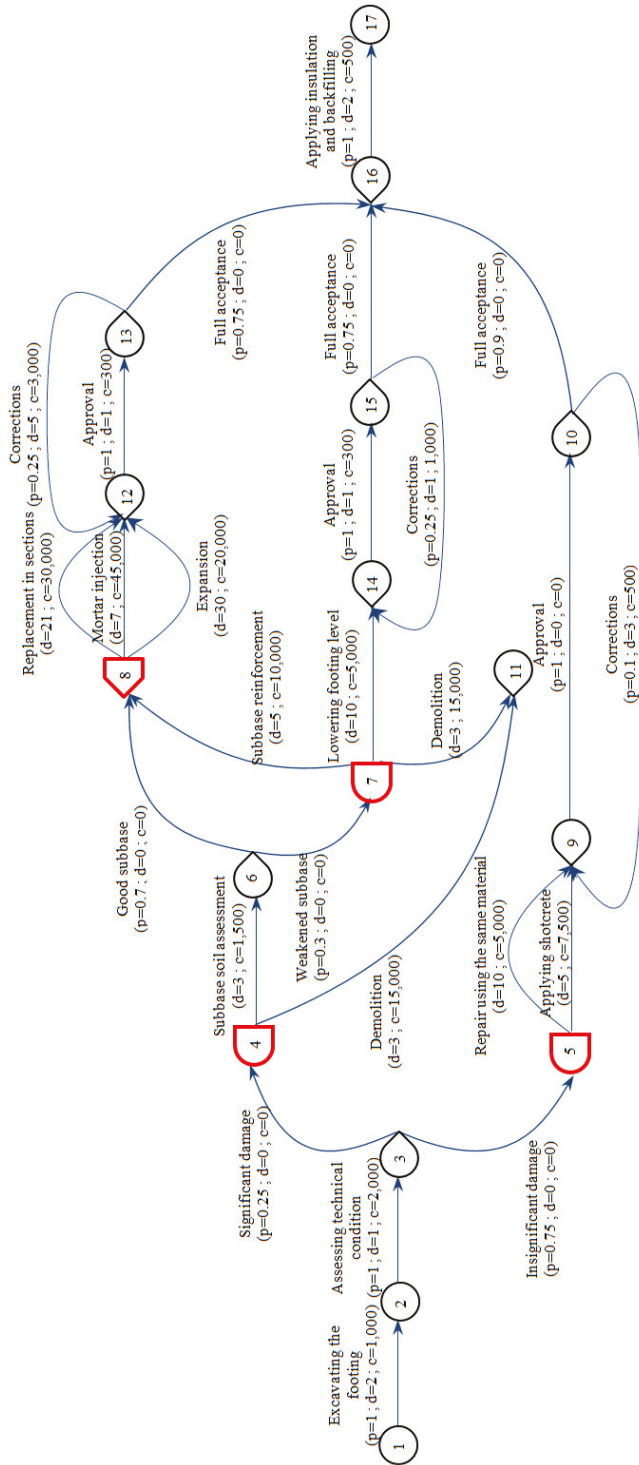 1
Excavating the
footing
(p=1 ; d=2 ; c=1,000)
2
Assessing technical
condition
(p=1 ; d=1 ; c=2,000)
3
Significant damage
(p=0.25 ; d=0 ; c=0)
Insignificant damage
(p=0.75 ; d=0 ; c=0)
4
Subbase soil assessment
(d=3 ; c=1,500)
Demolition
(d=3 ; c=15,000)
5
Repair using the same material
(d=10 ; c=5,000)
Applying shotcrete
(d=5 ; c=7,500)
6
Good subbase
(p=0.7 ; d=0 ; c=0)
Weakened subbase
(p=0.3 ; d=0 ; c=0)
7
Subbase reinforcement
(d=5 ; c=10,000)
Lowering footing level
(d=10 ; c=5,000)
Demolition
(d=3 ; 15,000)
8
Replacement in sections
(d=21 ; c=30,000)
Mortar injection
(d=7 ; c=45,000)
Expansion
(d=30 ; c=20,000)
9
Approval
(p=1 ; d=0 ; c=0)
Corrections
(p=0.1 ; d=3 ; c=500)
10
11
12
Corrections
(p=0.25 ; d=5 ; c=3,000)
Approval
(p=1 ; d=1 ; c=300)
13
14
Approval
(p=1 ; d=1 ; c=300)
Corrections
(p=0.25 ; d=1 ; 1,000)
15
Full acceptance
(p=0.75 ; d=0 ; c=0)
Full acceptance
(p=0.75 ; d=0 ; c=0)
Full acceptance
(p=0.9 ; d=0 ; c=0)
16
Applying insulation
and backfilling
(p=1 ; d=2 ; c=500)
17